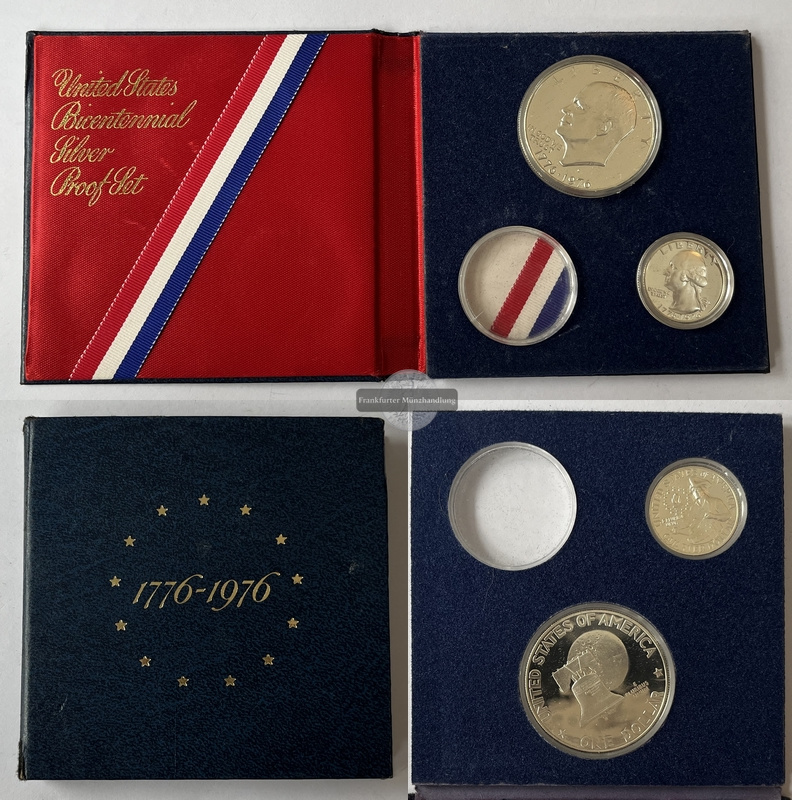 United States
Bicentennial
Silver
Proof Set
LIBERTY
1776-1976
LIBERTY
Frankfurter Münzhandlung
1776-1976
UNITED STATES OF AMERICA
ONE DOLLAR